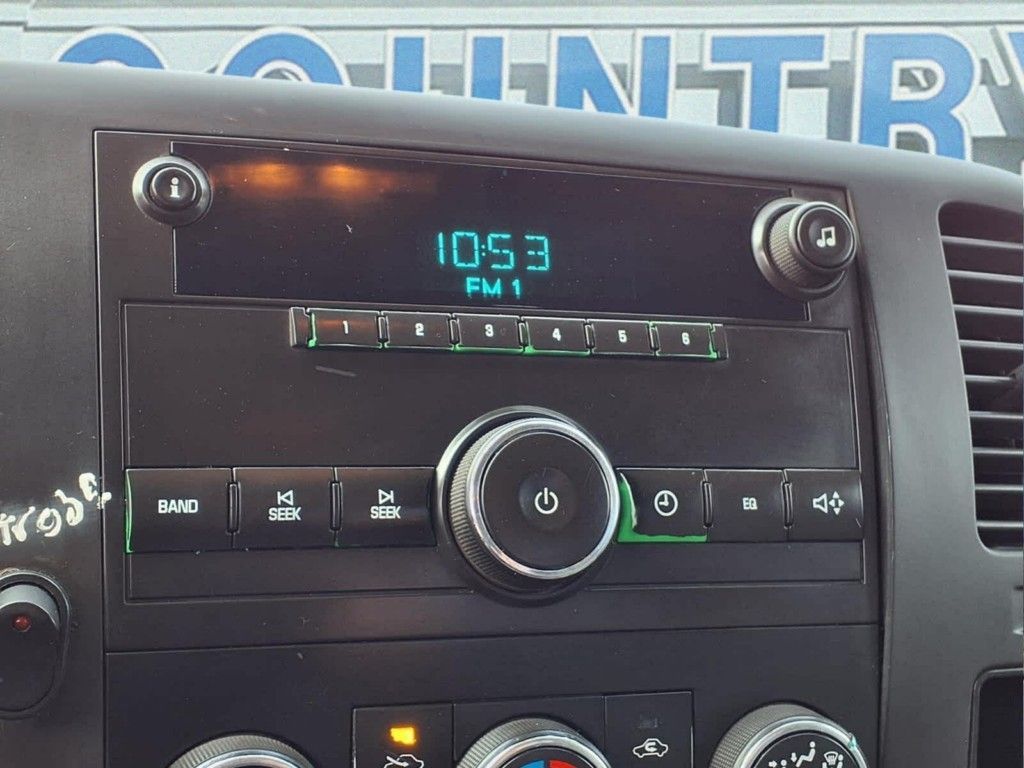 COUNTRY
i
10:53
FM 1
1 2 3 4 5 6
BAND SEEK SEEK EQ